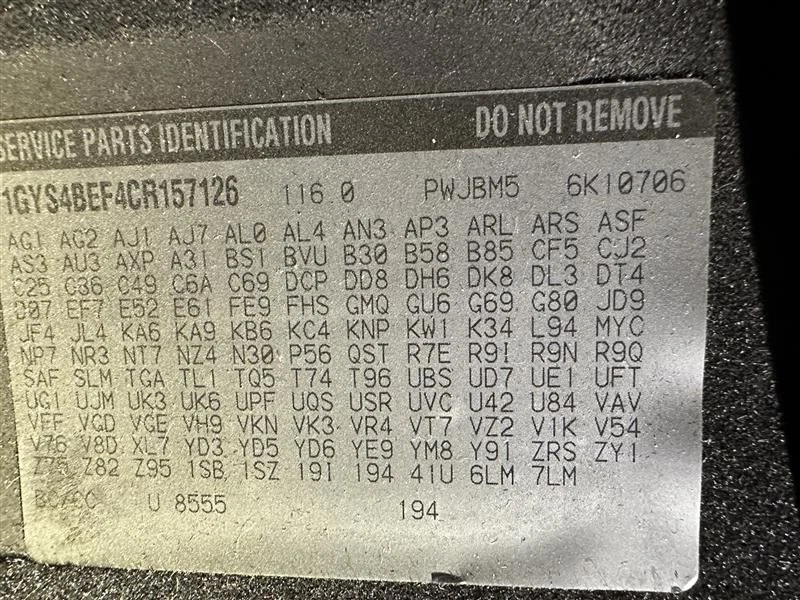 SERVICE PARTS IDENTIFICATION DO NOT REMOVE
1GYS4BEF4CR157126 116.0 PWJBM5 6K10706
AG1 AG2 AJ1 AJ7 AL0 AL4 AN3 AP3 ARL ARS ASF
AS3 AU3 AXP A31 BS1 BVU B30 B58 B85 CF5 CJ2
C25 C36 C49 C6A C69 DCP DD8 DH6 DK8 DL3 DT4
D07 EF7 E52 E61 FE9 FHS GMQ GU6 G69 G80 JD9
JF4 JL4 KA6 KA9 KB6 KC4 KNP KW1 K34 L94 MYC
NP7 NR3 NT7 NZ4 N30 P56 QST R7E R9I R9N R9Q
SAF SLM TGA TL1 TQ5 T74 T96 UBS UD7 UE1 UFT
UG1 UJM UK3 UK6 UPF UQS USR UVC U42 U84 VAV
VFF VGD VGE VH9 VKN VK3 VR4 VT7 VZ2 V1K V54
V76 V8D XL7 YD3 YD5 YD6 YE9 YM8 Y91 ZRS ZY1
Z75 Z82 Z95 1SB 1SZ 19I 194 4IU 6LM 7LM
BC/CC U 8555 194